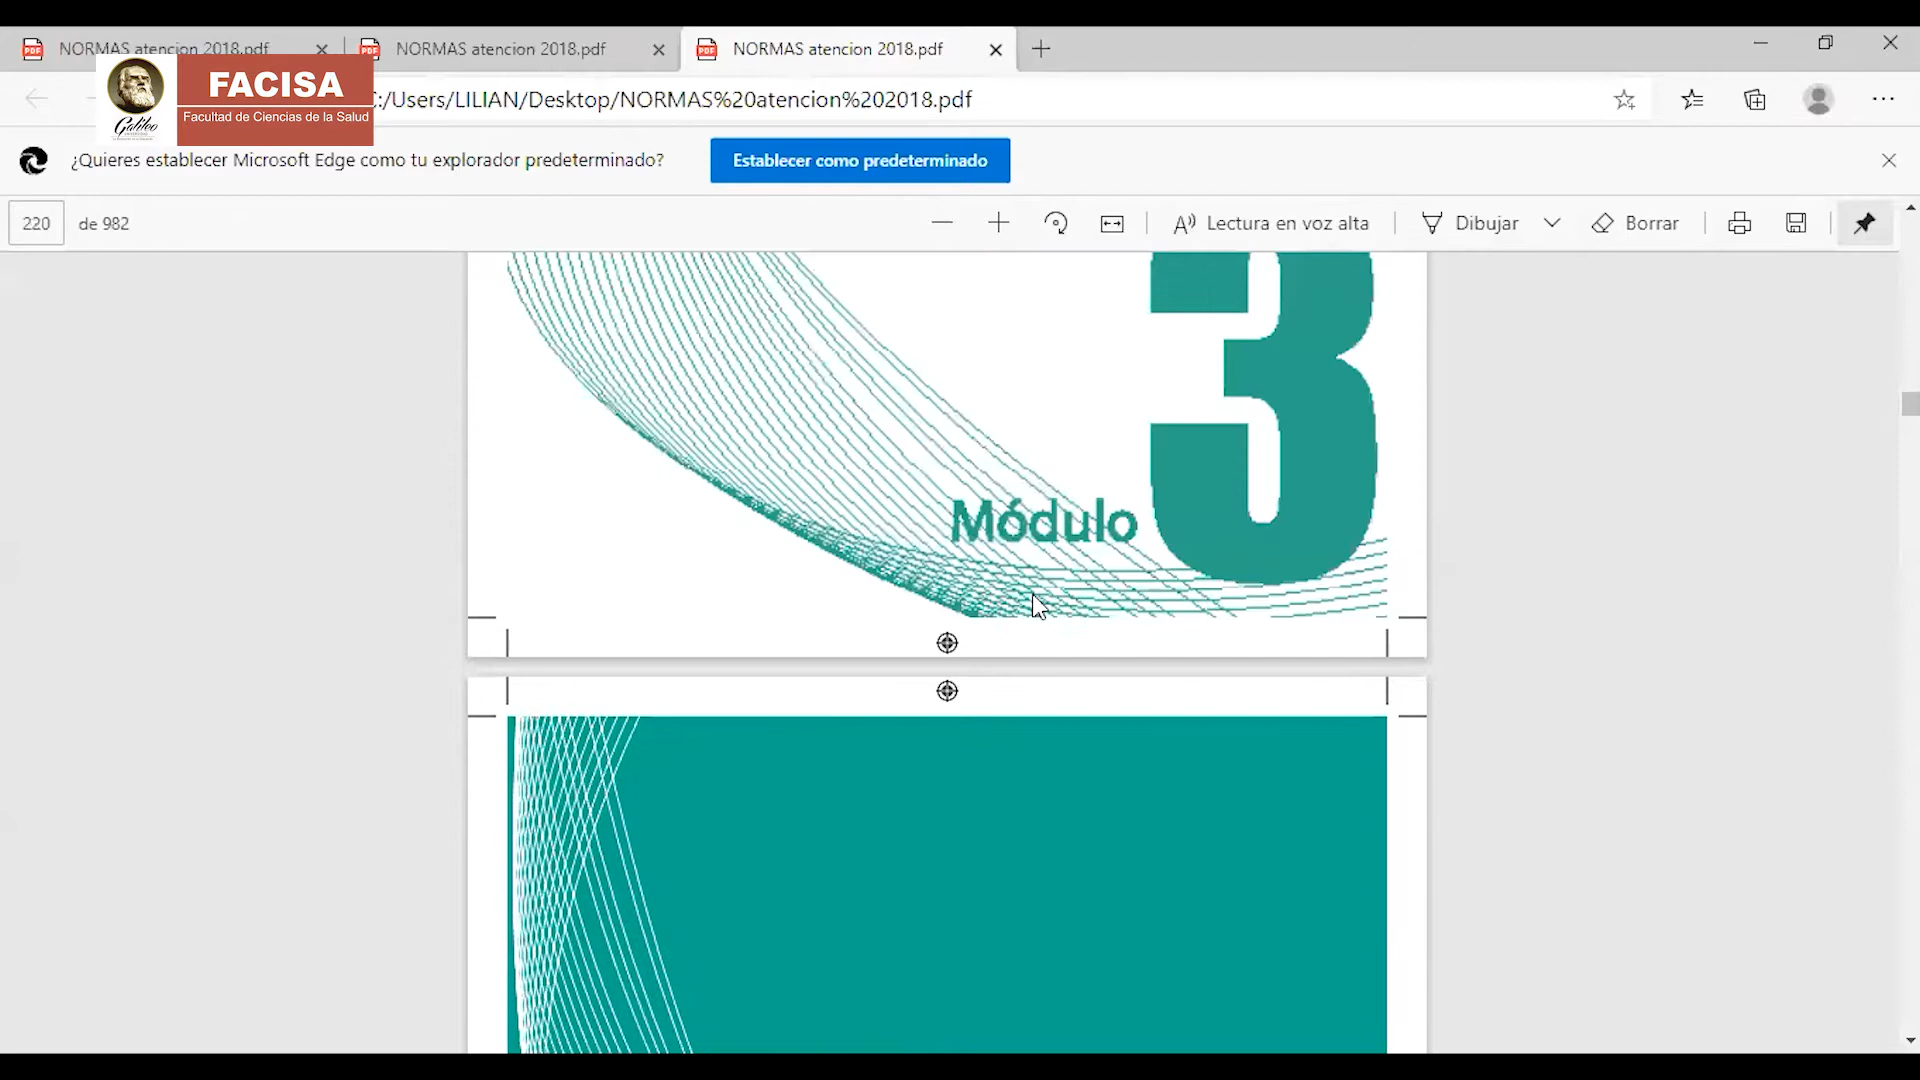 NORMAS atencion 2018.pdf
NORMAS atencion 2018.pdf
NORMAS atencion 2018.pdf
FACISA
Facultad de Ciencias de la Salud
Galileo
C:/Users/LILIAN/Desktop/NORMAS%20atencion%202018.pdf
¿Quieres establecer Microsoft Edge como tu explorador predeterminado?
Establecer como predeterminado
220 de 982
Lectura en voz alta
Dibujar
Borrar
Módulo 3